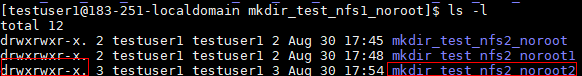 [testuser1@183-251-localdomain mkdir_test_nfs1_noroot]$ ls -l
total 12
drwxrwxr-x. 2 testuser1 testuser1 2 Aug 30 17:45 mkdir_test_nfs2_noroot
drwxrwxr-x. 2 testuser1 testuser1 2 Aug 30 17:48 mkdir_test_nfs2_noroot1
drwxrwxr-x. 3 testuser1 testuser1 3 Aug 30 17:54 mkdir_test_nfs2_noroot2